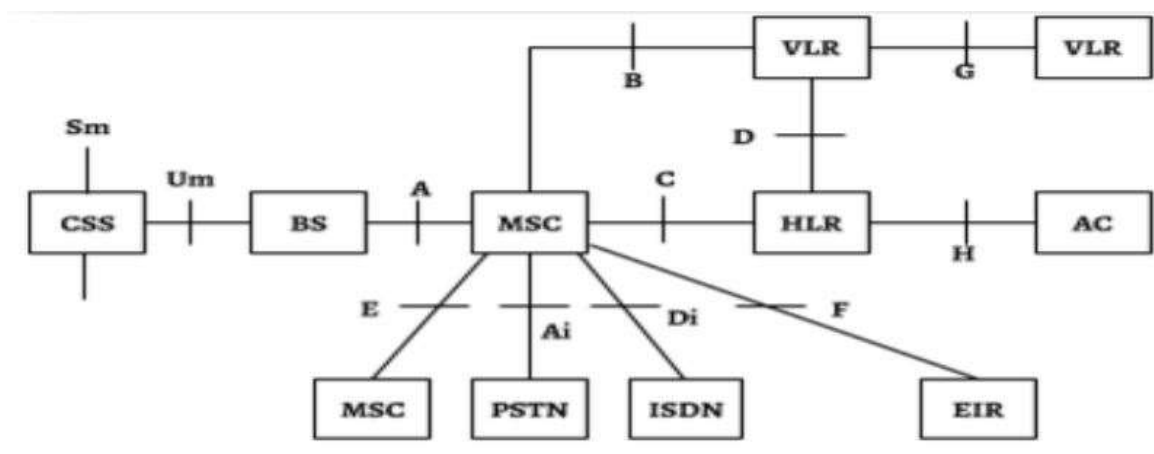 VLR
VLR
B
G
Sm
D
Um
A
C
CSS
BS
MSC
HLR
AC
H
E
Ai
Di
F
MSC
PSTN
ISDN
EIR